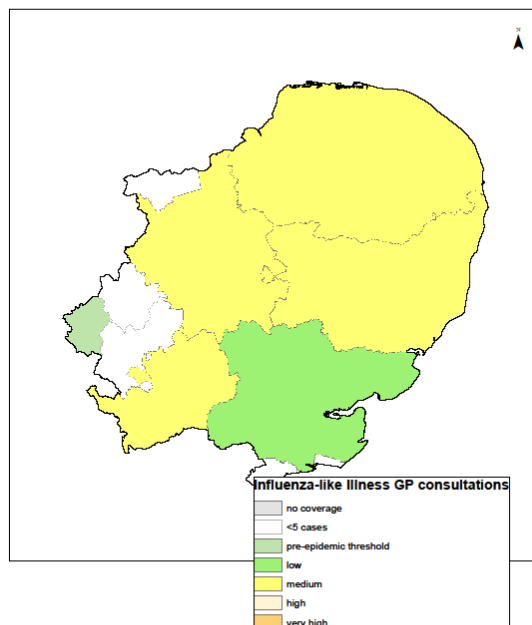 N
Influenza-like Illness GP consultations
no coverage
<5 cases
pre-epidemic threshold
low
medium
high
very high